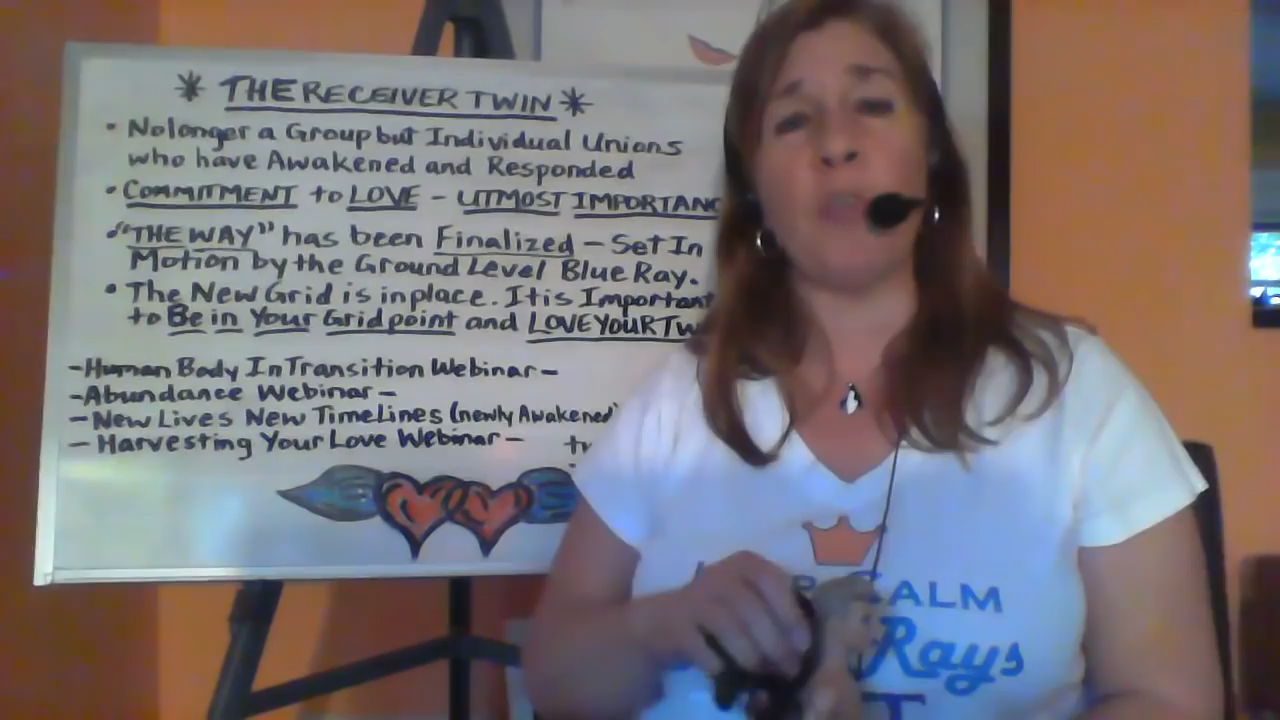 * THE RECEIVER TWIN *
• No longer a Group but Individual Unions
who have Awakened and Responded
• COMMITMENT to LOVE - UTMOST IMPORTANC
• "THE WAY" has been Finalized - Set In
Motion by the Ground Level Blue Ray.
• The New Grid is in place. It is Important
to Be in Your Gridpoint and LOVE YOUR TW
- Human Body In Transition Webinar -
- Abundance Webinar -
- New Lives New TimeLines (newly Awakened)
- Harvesting Your Love Webinar -
CALM
Rays